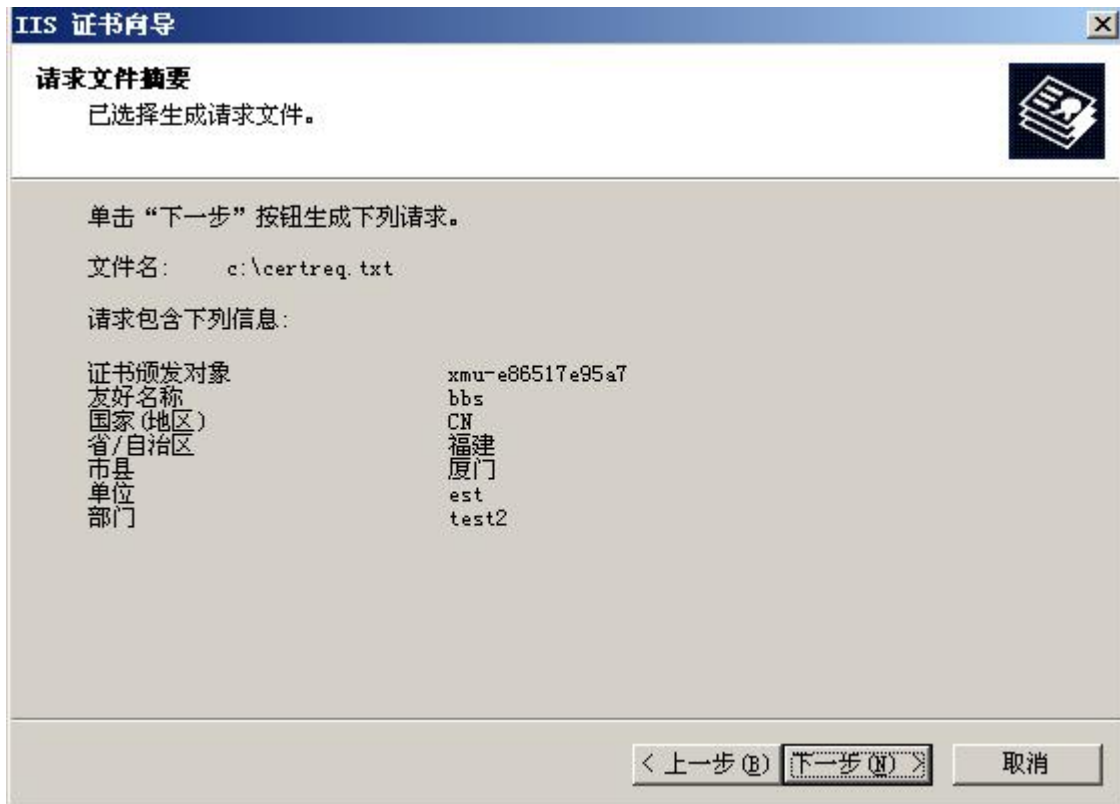 IIS 证书向导
请求文件摘要
已选择生成请求文件。
单击“下一步”按钮生成下列请求。
文件名: c:\certreq.txt
请求包含下列信息:
证书颁发对象 xmu-e86517e95a7
友好名称 bbs
国家(地区) CN
省/自治区 福建
市县 厦门
单位 est
部门 test2
< 上一步(B) 下一步(N) > 取消